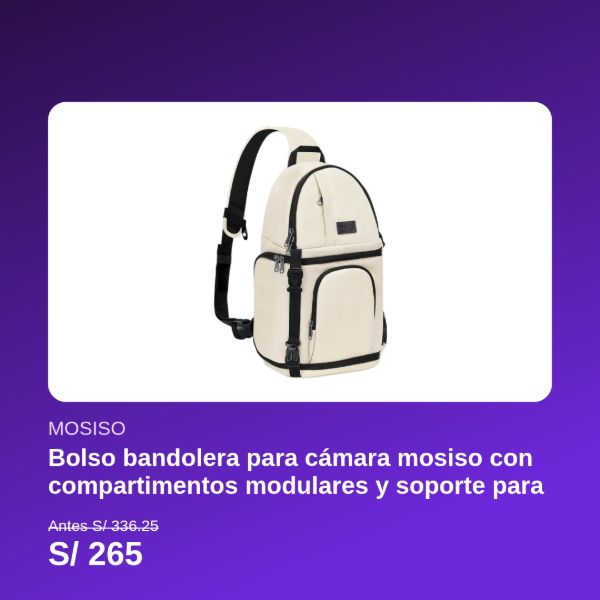 MOSISO
Bolso bandolera para cámara mosiso con
compartimentos modulares y soporte para
Antes S/ 336.25
S/ 265